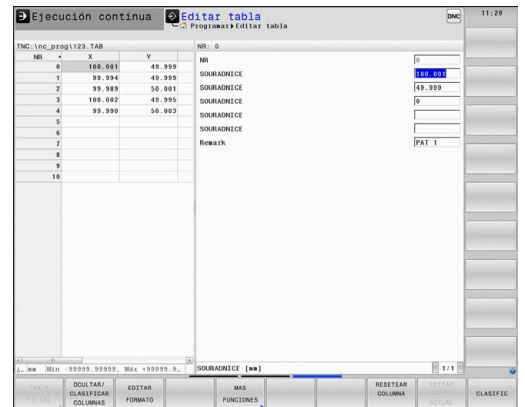 Ejecución continua
Editar tabla
Programar▸Editar tabla
DNC
11:20
TNC:\nc_prog\123.TAB
NR: 0
NR X Y
0 100.001 49.999
1 99.994 49.999
2 99.989 50.001
3 100.002 49.995
4 99.990 50.003
5
6
7
8
9
10
NR 0
SOURADNICE 100.001
SOURADNICE 49.999
SOURADNICE 0
SOURADNICE
SOURADNICE
Remark PAT 1
mm Min -99999.99999, Máx +99999.9…
SOURADNICE [mm] 1/1
OCULTAR/
CLASIFICAR
COLUMNAS
EDITAR
FORMATO
MAS
FUNCIONES
RESETEAR
COLUMNA
EDITAR
CAMPO
ACTUAL
CLASIFIC